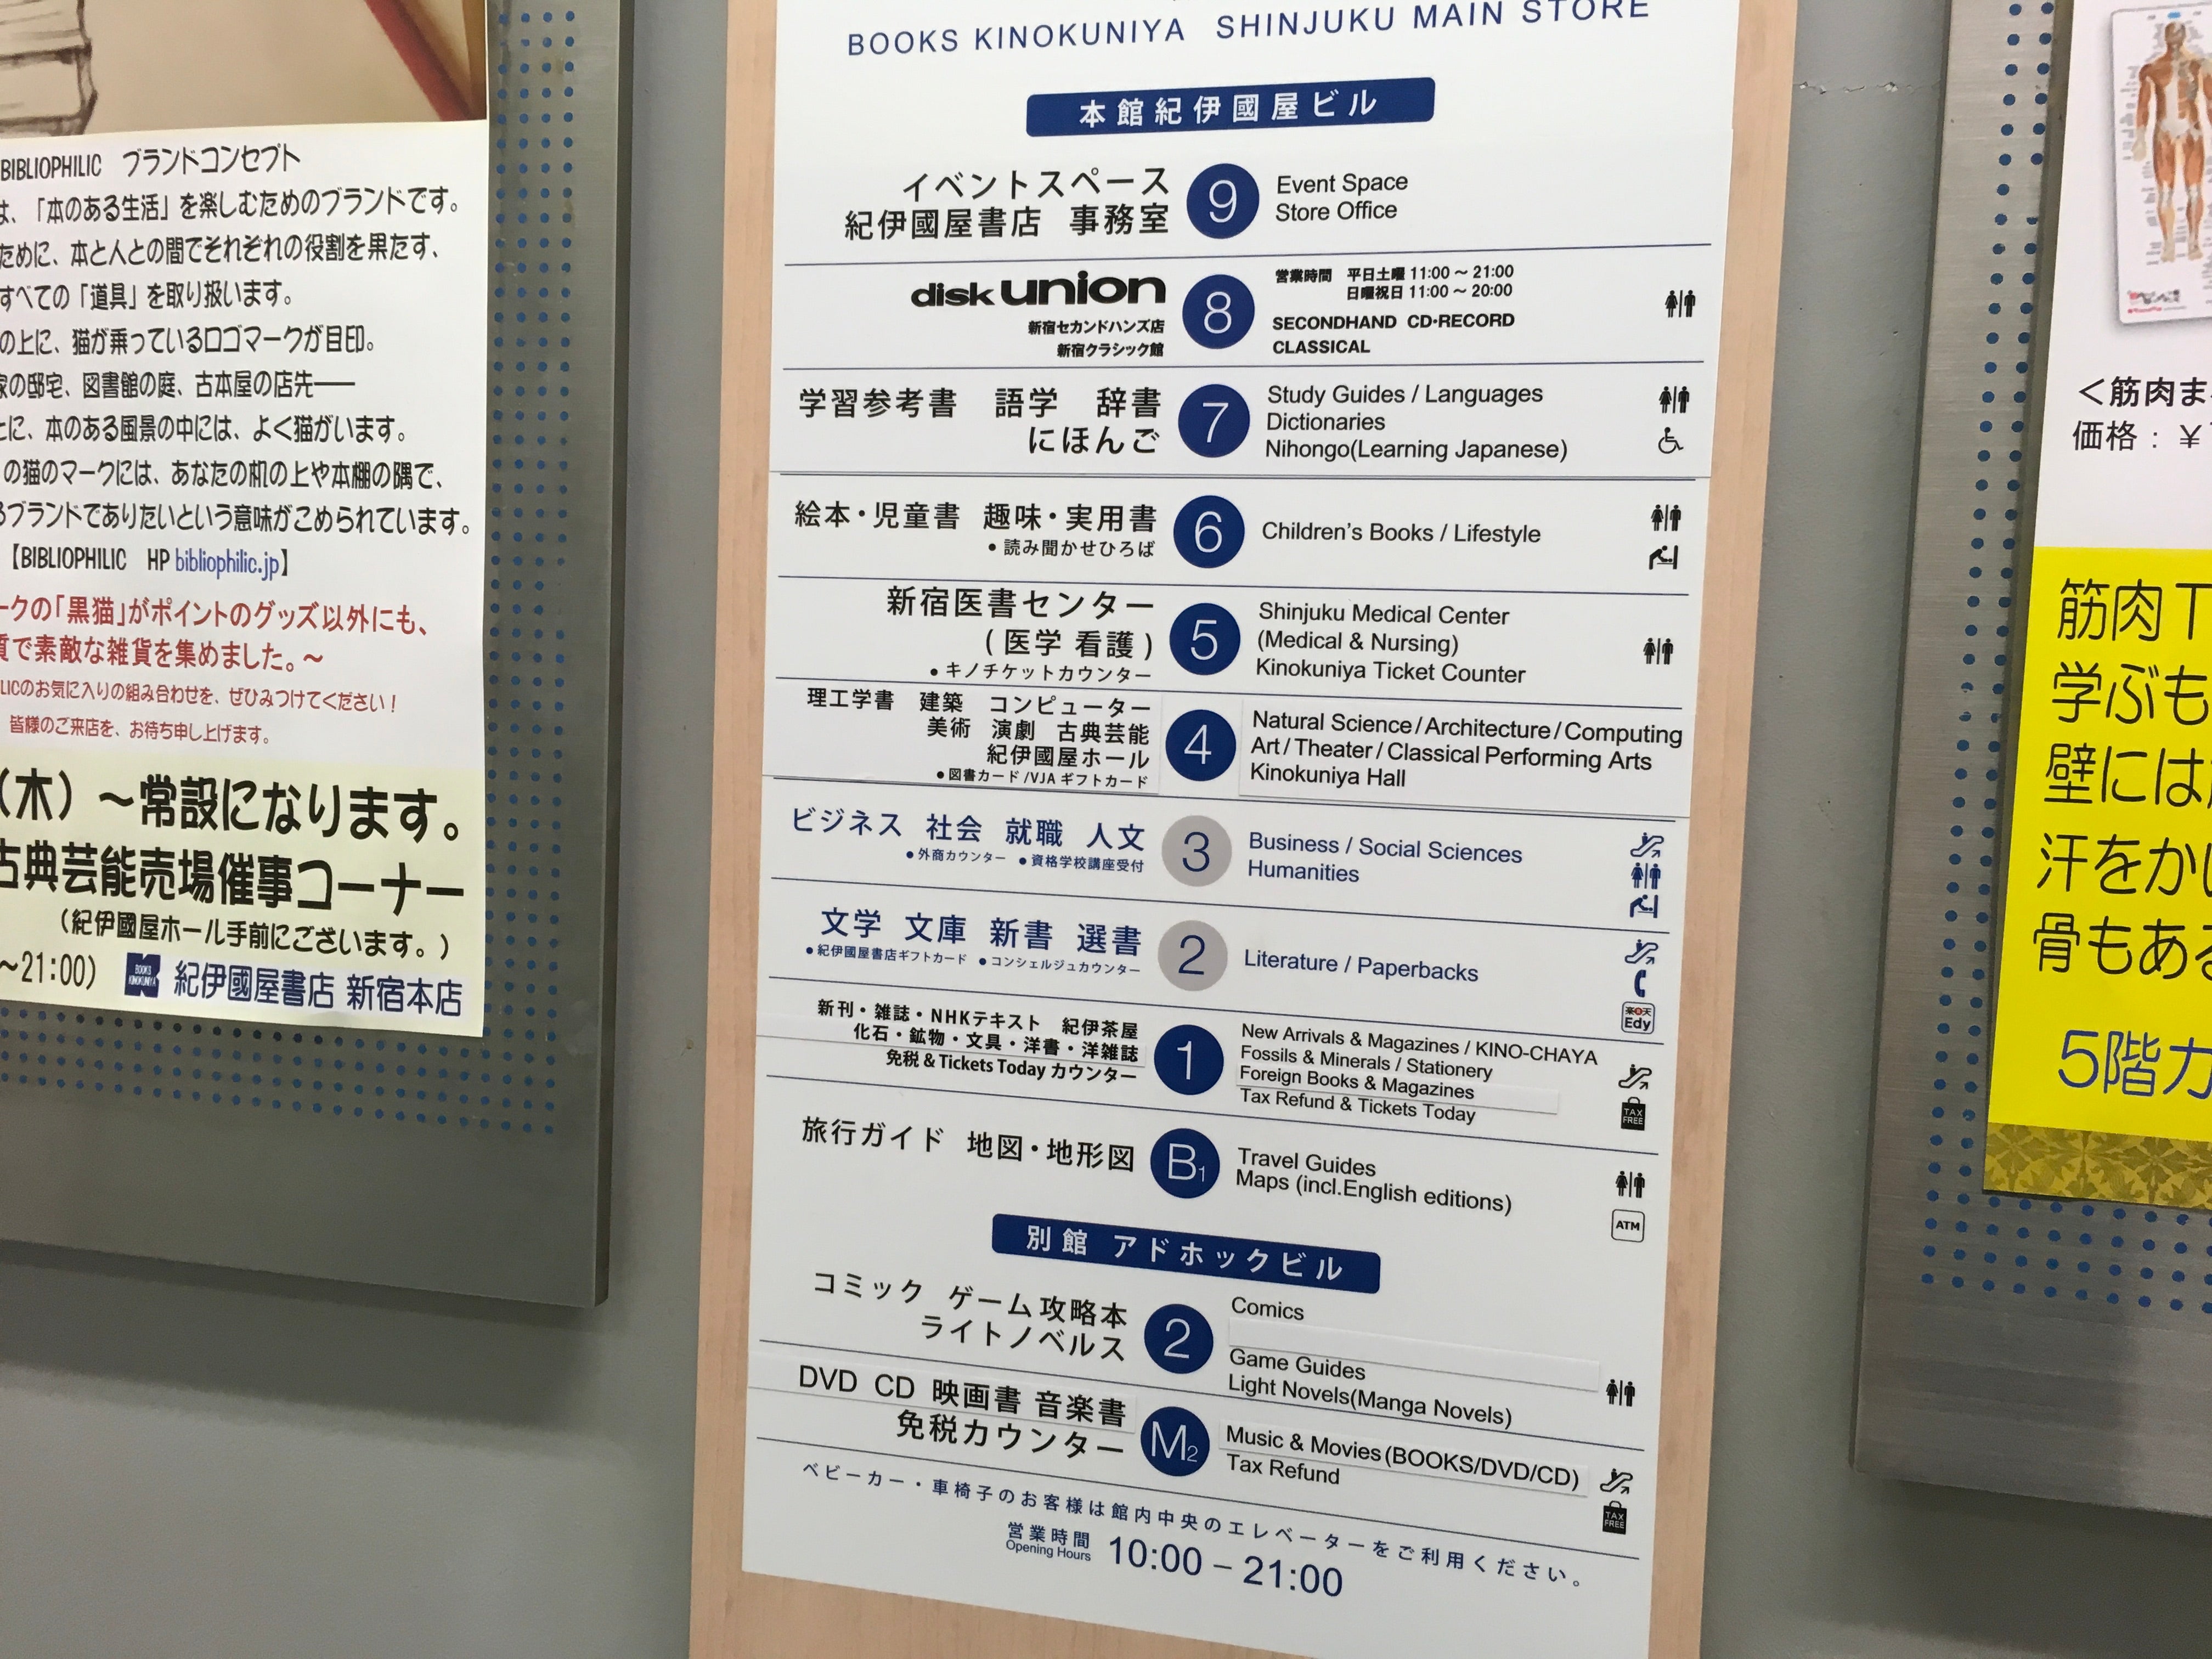 BIBLIOPHILIC ブランドコンセプト
は、「本のある生活」を楽しむためのブランドです。
ために、本と人との間でそれぞれの役割を果たす、
すべての「道具」を取り扱います。
の上に、猫が乗っているロゴマークが目印。
家の邸宅、図書館の庭、古本屋の店先――
に、本のある風景の中には、よく猫がいます。
の猫のマークには、あなたの机の上や本棚の隅で、
ブランドでありたいという意味がこめられています。
【BIBLIOPHILIC HP bibliophilic.jp】
ークの「黒猫」がポイントのグッズ以外にも、
質で素敵な雑貨を集めました。~
LICのお気に入りの組み合わせを、ぜひみつけてください!
皆様のご来店を、お待ち申し上げます。
(木)~常設になります。
古典芸能売場催事コーナー
(紀伊國屋ホール手前にございます。)
~21:00) BOOKS KINOKUNIYA 紀伊國屋書店 新宿本店
BOOKS KINOKUNIYA SHINJUKU MAIN STORE
本館紀伊國屋ビル
イベントスペース
紀伊國屋書店 事務室
9
Event Space
Store Office
disk union
新宿セカンドハンズ店
新宿クラシック館
8
営業時間 平日土曜 11:00 ~ 21:00
日曜祝日 11:00 ~ 20:00
SECONDHAND CD・RECORD
CLASSICAL
学習参考書 語学 辞書
にほんご
7
Study Guides / Languages
Dictionaries
Nihongo(Learning Japanese)
絵本・児童書 趣味・実用書
●読み聞かせひろば
6
Children's Books / Lifestyle
新宿医書センター
(医学 看護)
●キノチケットカウンター
5
Shinjuku Medical Center
(Medical & Nursing)
Kinokuniya Ticket Counter
理工学書 建築 コンピューター
美術 演劇 古典芸能
紀伊國屋ホール
●図書カード/VJAギフトカード
4
Natural Science/Architecture/Computing
Art/Theater/Classical Performing Arts
Kinokuniya Hall
ビジネス 社会 就職 人文
●外商カウンター ●資格学校講座受付
3
Business / Social Sciences
Humanities
文学 文庫 新書 選書
●紀伊國屋書店ギフトカード ●コンシェルジュカウンター
2
Literature / Paperbacks
楽天
Edy
新刊・雑誌・NHKテキスト 紀伊茶屋
化石・鉱物・文具・洋書・洋雑誌
免税&Tickets Today カウンター
1
New Arrivals & Magazines / KINO-CHAYA
Fossils & Minerals / Stationery
Foreign Books & Magazines
Tax Refund & Tickets Today
TAX
FREE
旅行ガイド 地図・地形図
B1
Travel Guides
Maps (incl.English editions)
ATM
別館 アドホックビル
コミック ゲーム攻略本
ライトノベルス
2
Comics
Game Guides
Light Novels(Manga Novels)
DVD CD 映画書 音楽書
免税カウンター
M2
Music & Movies(BOOKS/DVD/CD)
Tax Refund
TAX
FREE
ベビーカー・車椅子のお客様は館内中央のエレベーターをご利用ください。
営業時間
Opening Hours
10:00 – 21:00
<筋肉ま
価格:¥
筋肉T
学ぶも
壁には
汗をかい
骨もある
5階カ